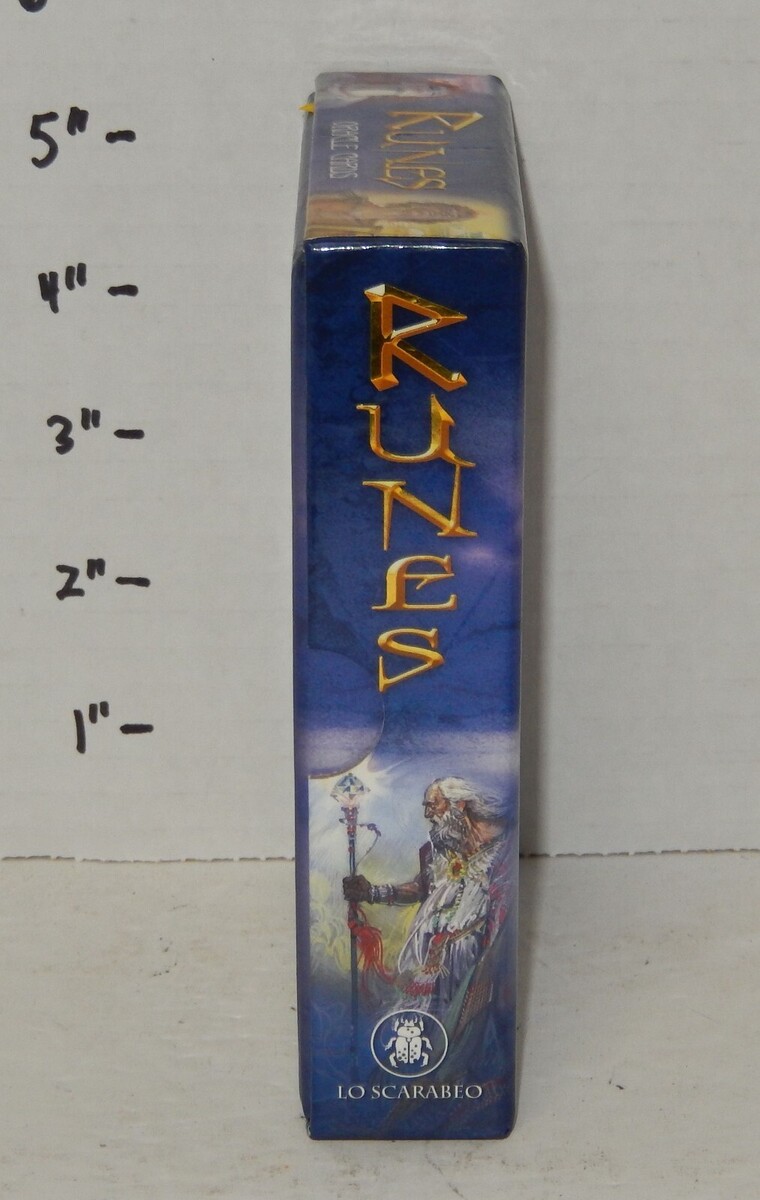 5" -
4" -
3" -
2" -
1" -
RUNES
ORACLE CARDS
RUNES
LO SCARABEO